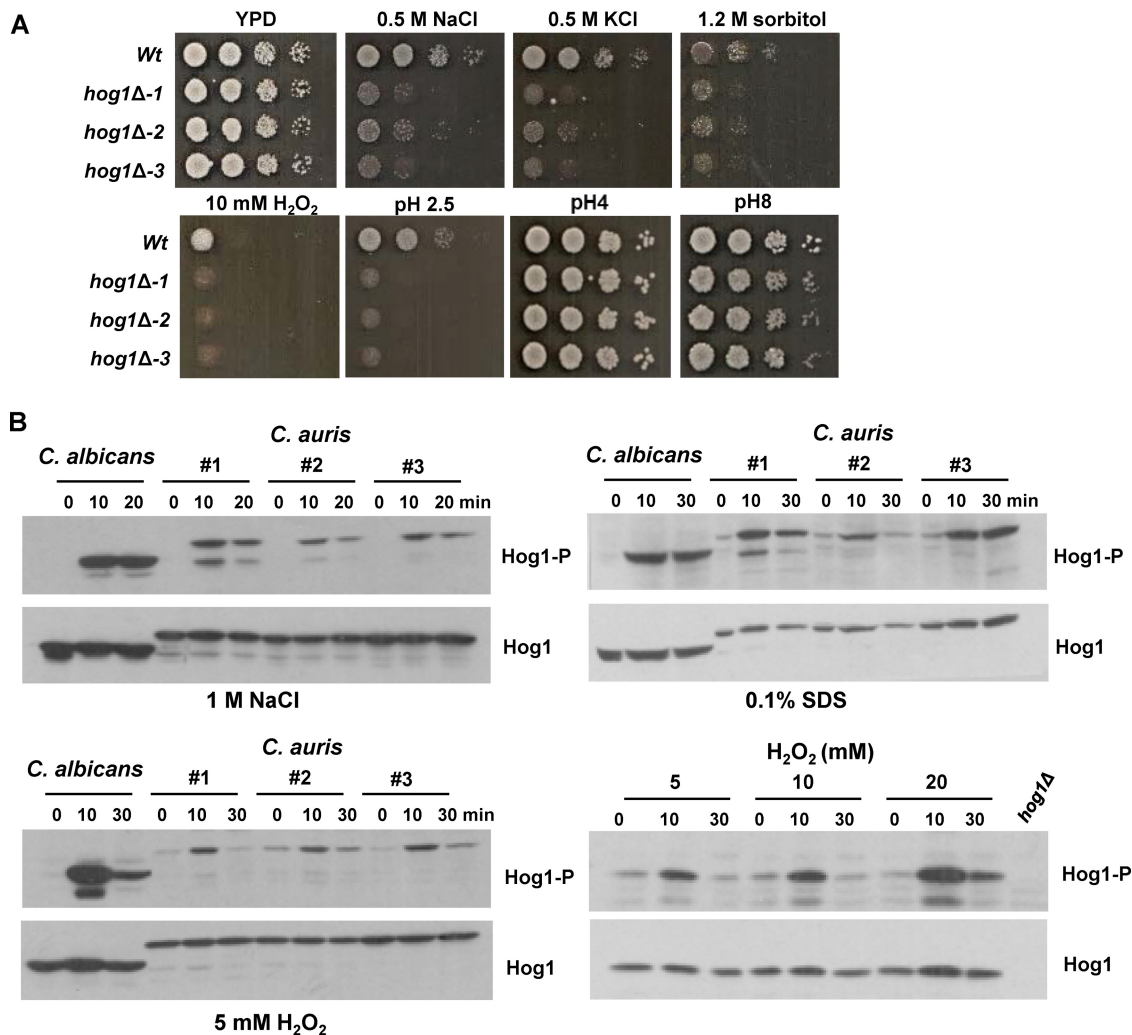 A
YPD 0.5 M NaCl 0.5 M KCl 1.2 M sorbitol
Wt
hog1Δ-1
hog1Δ-2
hog1Δ-3
10 mM H₂O₂ pH 2.5 pH4 pH8
Wt
hog1Δ-1
hog1Δ-2
hog1Δ-3
B
C. albicans C. auris
#1 #2 #3
0 10 20 0 10 20 0 10 20 0 10 20 min
Hog1-P
Hog1
1 M NaCl
C. albicans C. auris
#1 #2 #3
0 10 30 0 10 30 0 10 30 0 10 30 min
Hog1-P
Hog1
0.1% SDS
C. albicans C. auris
#1 #2 #3
0 10 30 0 10 30 0 10 30 0 10 30 min
Hog1-P
Hog1
5 mM H₂O₂
H₂O₂ (mM)
5 10 20 hog1Δ
0 10 30 0 10 30 0 10 30
Hog1-P
Hog1